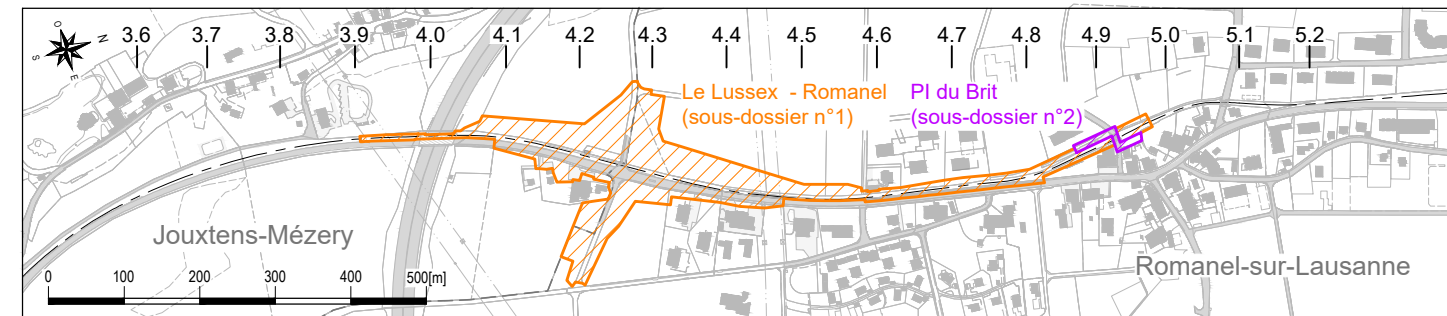 O
N
S
E
3.6 3.7 3.8 3.9 4.0 4.1 4.2 4.3 4.4 4.5 4.6 4.7 4.8 4.9 5.0 5.1 5.2
Le Lussex - Romanel
(sous-dossier n°1)
PI du Brit
(sous-dossier n°2)
Jouxtens-Mézery
Romanel-sur-Lausanne
0 100 200 300 400 500[m]